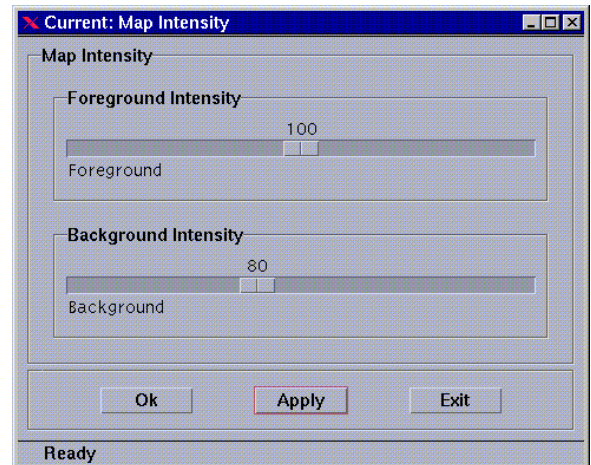 Current: Map Intensity
Map Intensity
Foreground Intensity
100
Foreground
Background Intensity
80
Background
Ok Apply Exit
Ready